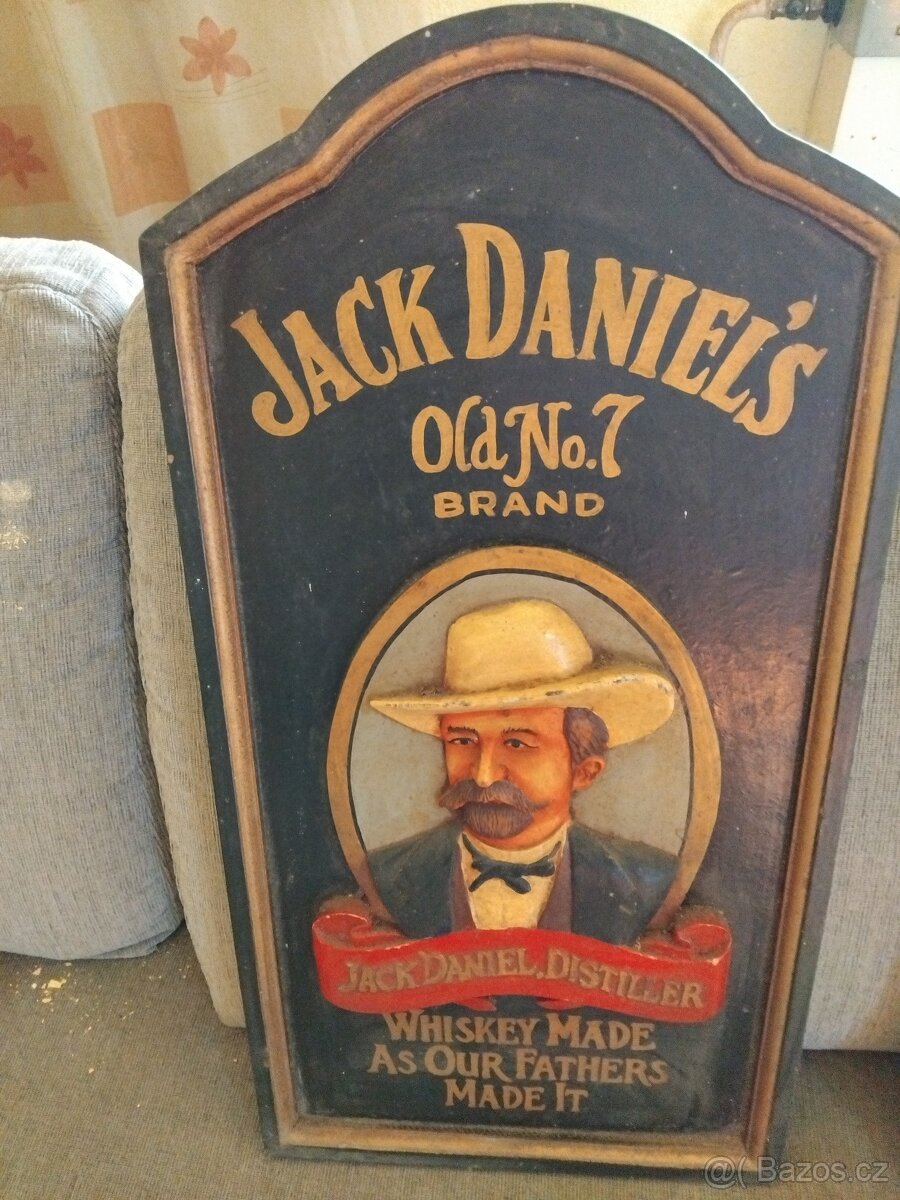 JACK DANIEL'S
Old No.7
BRAND
JACK DANIEL, DISTILLER
WHISKEY MADE
AS OUR FATHERS
MADE IT
@( Bazos.cz